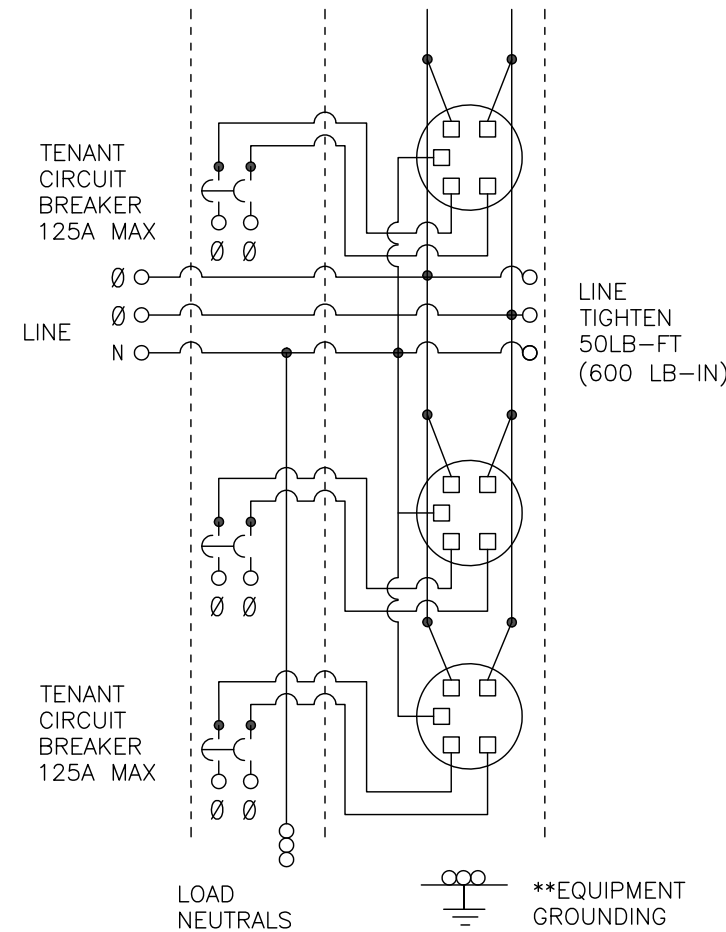 TENANT
CIRCUIT
BREAKER
125A MAX
Ø Ø
Ø
Ø
LINE
N
LINE
TIGHTEN
50LB-FT
(600 LB-IN)
Ø Ø
TENANT
CIRCUIT
BREAKER
125A MAX
Ø Ø
LOAD
NEUTRALS
**EQUIPMENT
GROUNDING